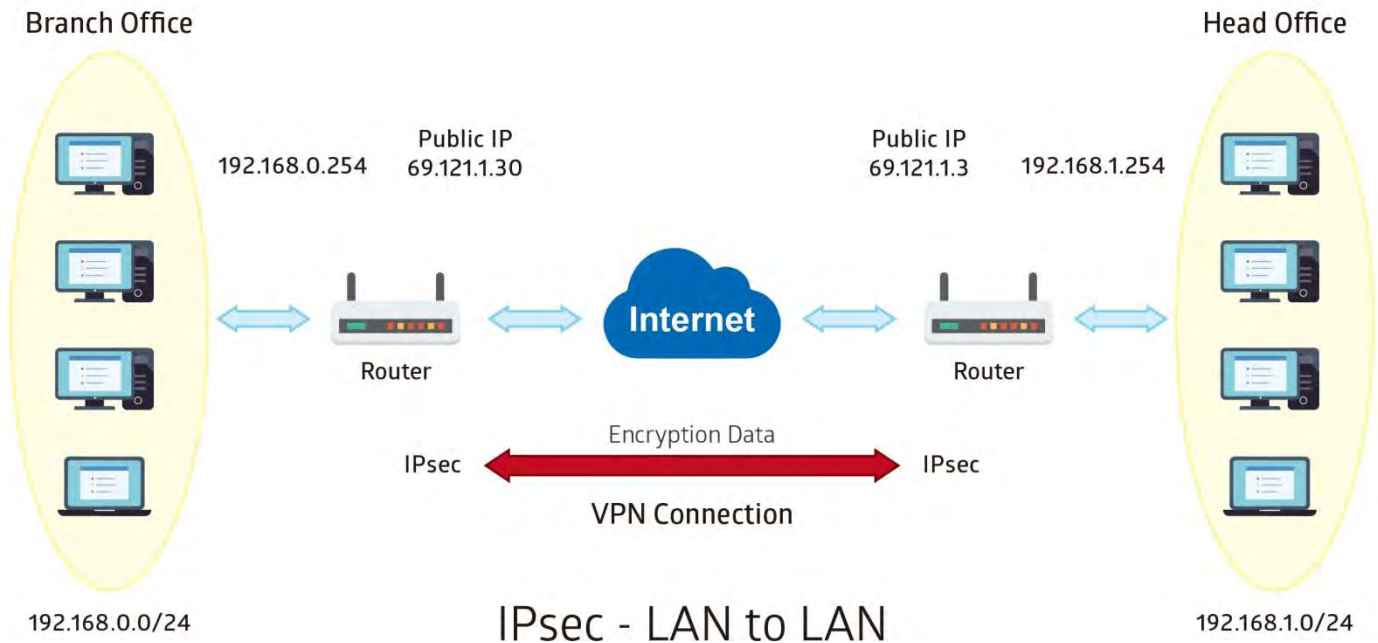 Branch Office
Head Office
Public IP
69.121.1.30
192.168.0.254
Public IP
69.121.1.3
192.168.1.254
Internet
Router
Router
Encryption Data
IPsec
IPsec
VPN Connection
192.168.0.0/24
IPsec - LAN to LAN
192.168.1.0/24